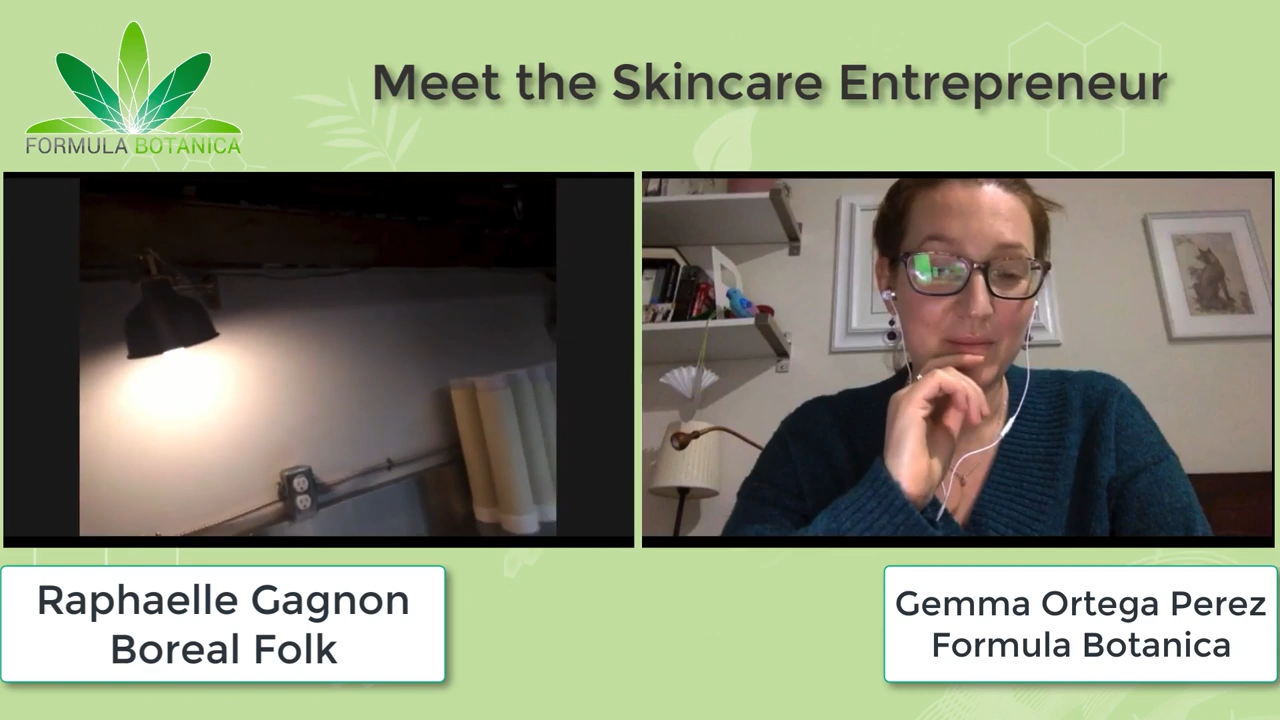 FORMULA BOTANICA
Meet the Skincare Entrepreneur
Raphaelle Gagnon
Boreal Folk
Gemma Ortega Perez
Formula Botanica